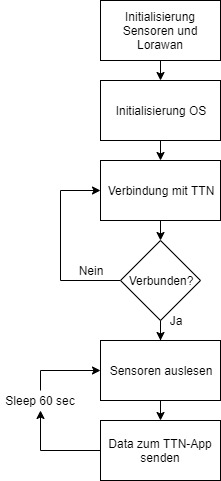 Initialisierung
Sensoren und
Lorawan
Initialisierung OS
Verbindung mit TTN
Nein
Verbunden?
Ja
Sensoren auslesen
Sleep 60 sec
Data zum TTN-App
senden